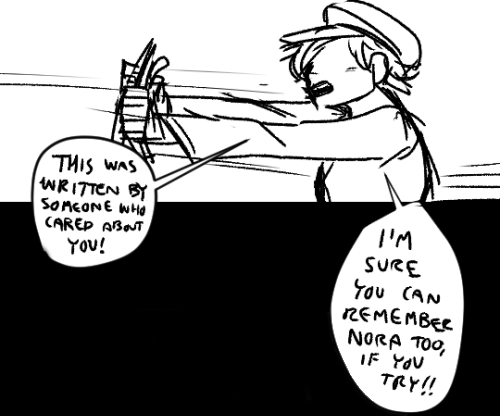 THIS WAS
WRITTEN BY
SOMEONE WHO
CARED ABOUT
YOU!
I'M
SURE
YOU CAN
REMEMBER
NORA TOO,
IF YOU
TRY!!